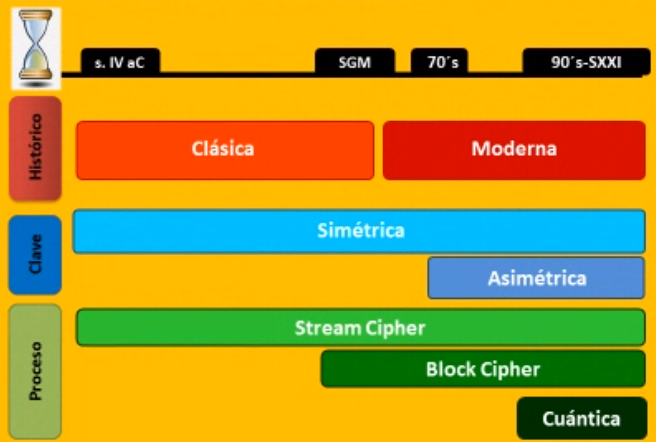 s. IV aC
SGM
70´s
90´s-SXXI
Histórico
Clásica
Moderna
Clave
Simétrica
Asimétrica
Proceso
Stream Cipher
Block Cipher
Cuántica